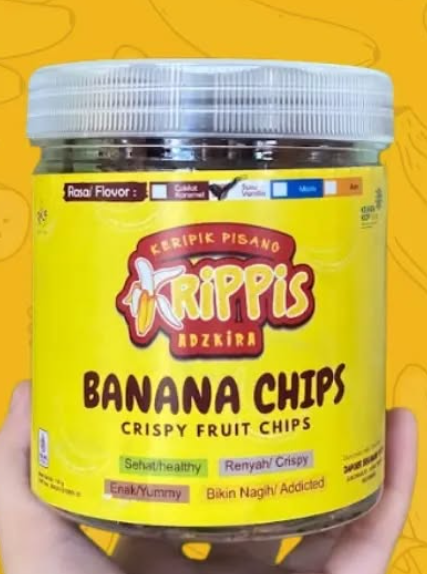 Rasa/ Flavor :
Coklat
Karamel
Susu
Vanilla
KERIPIK PISANG
KRIPPIS
ADZKIRA
BANANA CHIPS
CRISPY FRUIT CHIPS
Sehat/healthy
Renyah/ Crispy
Enak/Yummy
Bikin Nagih/ Addicted